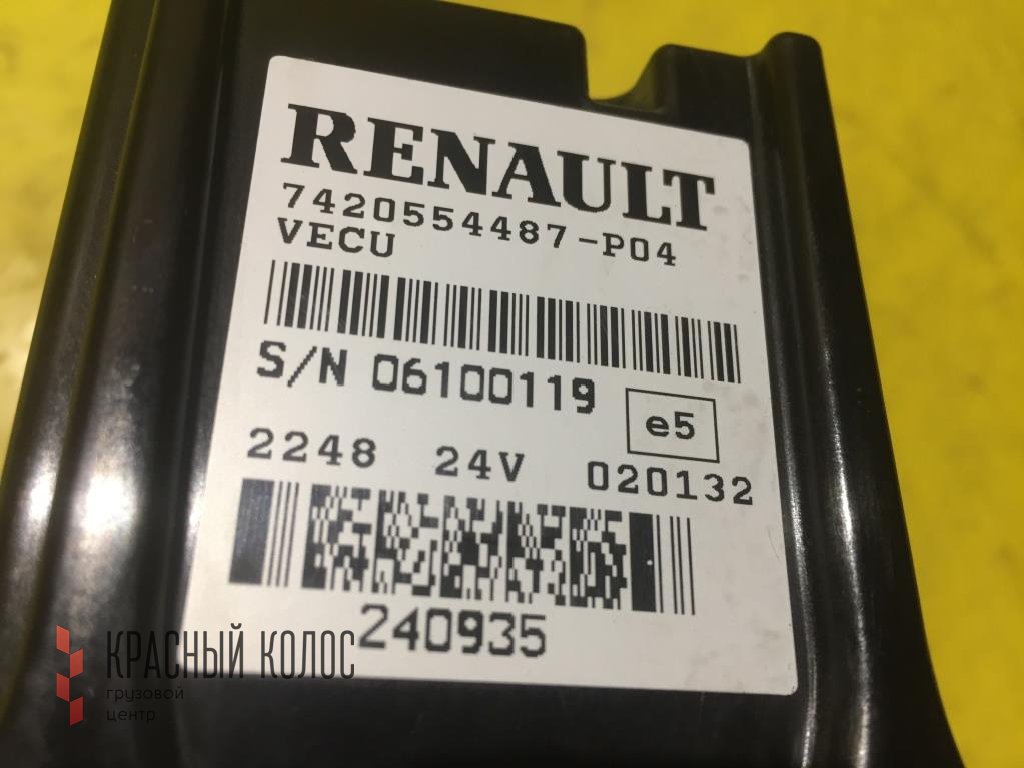 RENAULT
7420554487-P04
VECU
S/N 06100119
e5
2248 24V 020132
240935
КРАСНЫЙ КОЛОС
грузовой
центр